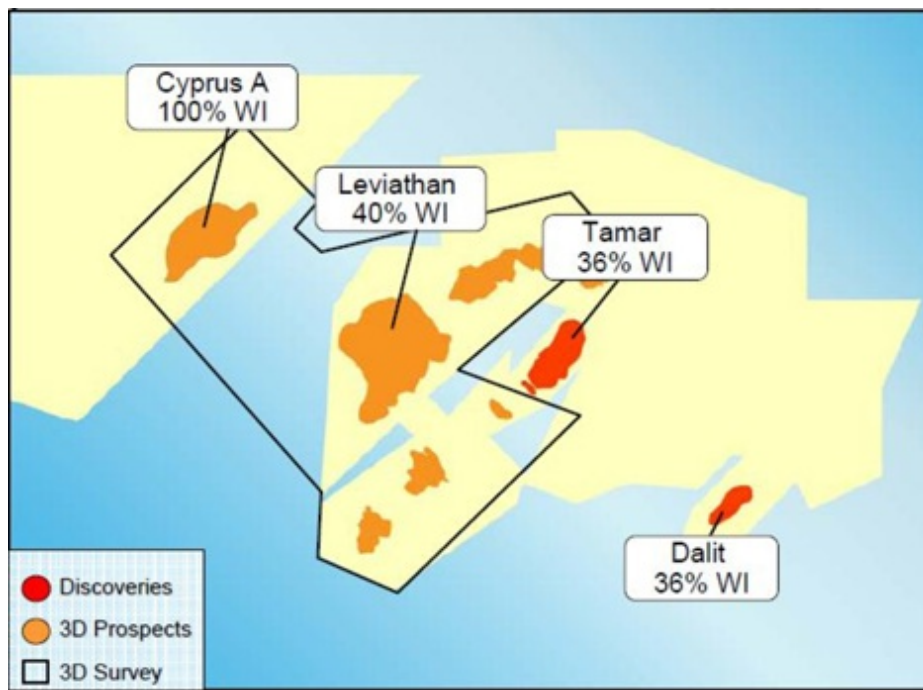 Cyprus A
100% WI
Leviathan
40% WI
Tamar
36% WI
Dalit
36% WI
Discoveries
3D Prospects
3D Survey